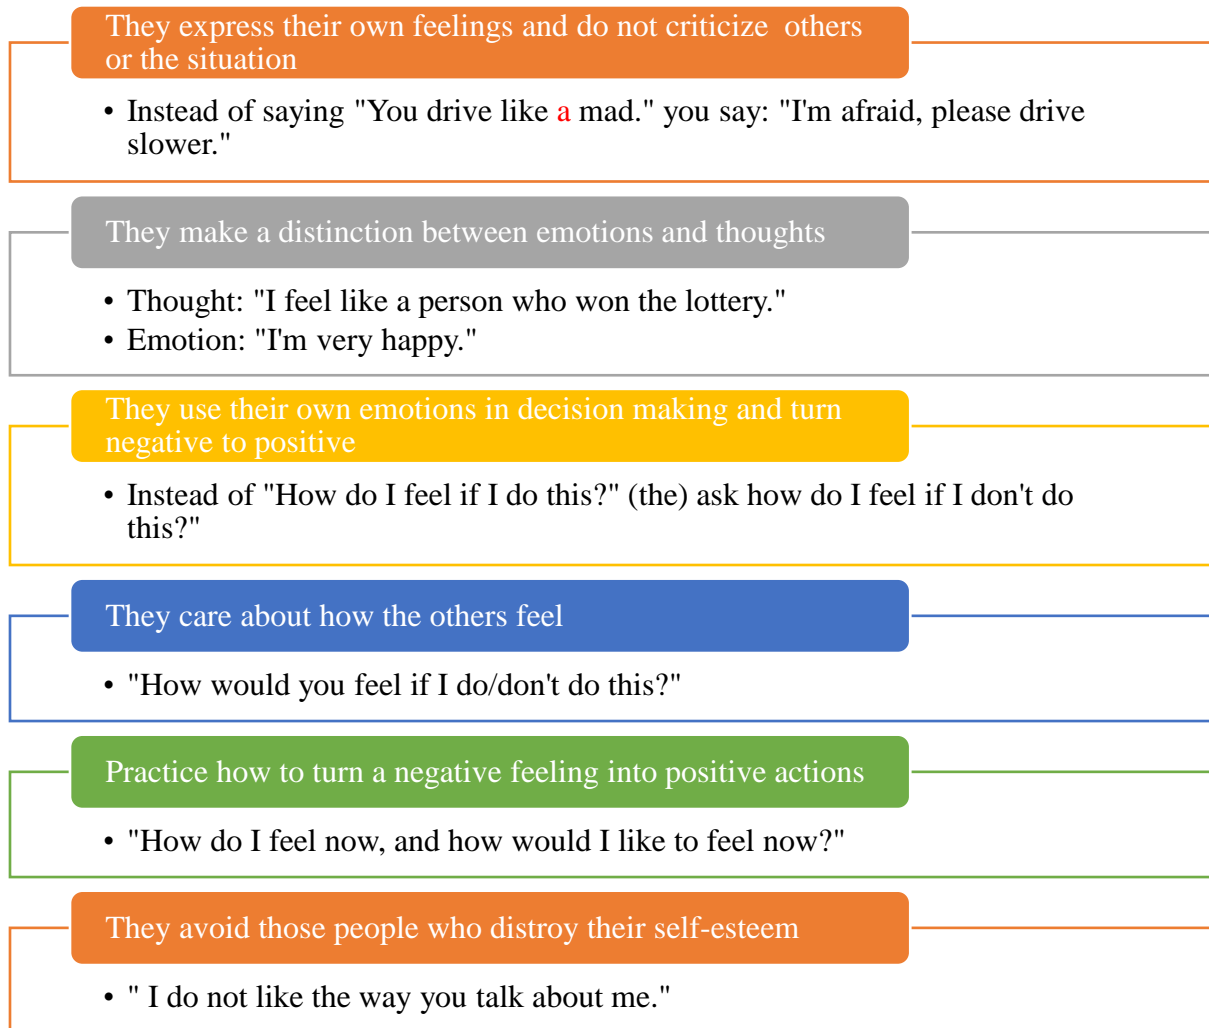 They express their own feelings and do not criticize  others
or the situation
• Instead of saying "You drive like a mad." you say: "I'm afraid, please drive
slower."
They make a distinction between emotions and thoughts
• Thought: "I feel like a person who won the lottery."
• Emotion: "I'm very happy."
They use their own emotions in decision making and turn
negative to positive
• Instead of "How do I feel if I do this?" (the) ask how do I feel if I don't do
this?"
They care about how the others feel
• "How would you feel if I do/don't do this?"
Practice how to turn a negative feeling into positive actions
• "How do I feel now, and how would I like to feel now?"
They avoid those people who distroy their self-esteem
• " I do not like the way you talk about me."